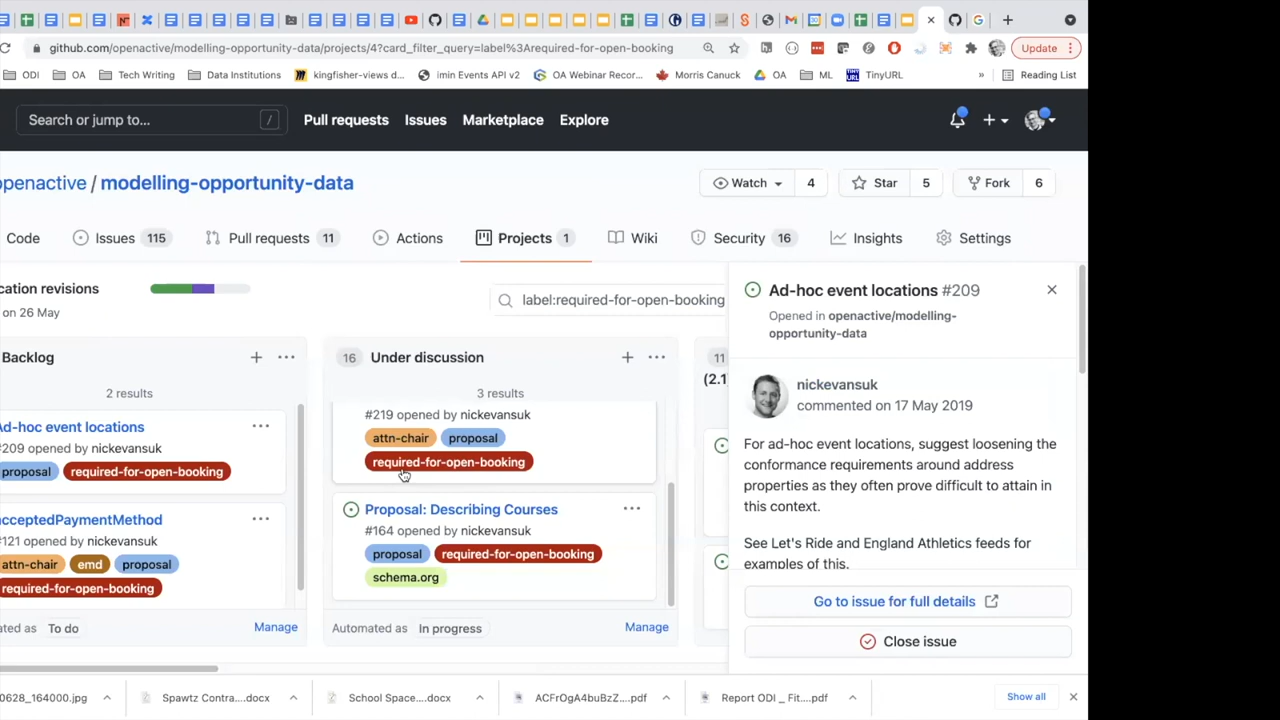 github.com/openactive/modelling-opportunity-data/projects/4?card_filter_query=label%3Arequired-for-open-booking
Update
ODI OA Tech Writing Data Institutions kingfisher-views d... imin Events API v2 OA Webinar Recor... Morris Canuck OA ML TinyURL » Reading List
Search or jump to... / Pull requests Issues Marketplace Explore
openactive / modelling-opportunity-data
Watch 4 Star 5 Fork 6
Code Issues 115 Pull requests 11 Actions Projects 1 Wiki Security 16 Insights Settings
cation revisions
on 26 May
label:required-for-open-booking
Backlog
2 results
Ad-hoc event locations
#209 opened by nickevansuk
proposal required-for-open-booking
acceptedPaymentMethod
#121 opened by nickevansuk
attn-chair emd proposal
required-for-open-booking
ated as To do Manage
16 Under discussion
3 results
#219 opened by nickevansuk
attn-chair proposal
required-for-open-booking
Proposal: Describing Courses
#164 opened by nickevansuk
proposal required-for-open-booking
schema.org
Automated as In progress Manage
11
(2.1
Ad-hoc event locations #209
Opened in openactive/modelling-
opportunity-data
nickevansuk
commented on 17 May 2019
For ad-hoc event locations, suggest loosening the
conformance requirements around address
properties as they often prove difficult to attain in
this context.
See Let's Ride and England Athletics feeds for
examples of this.
Go to issue for full details
Close issue
0628_164000.jpg Spawtz Contra....docx School Space....docx ACFrOgA4buBzZ....pdf Report ODI _ Fit....pdf Show all